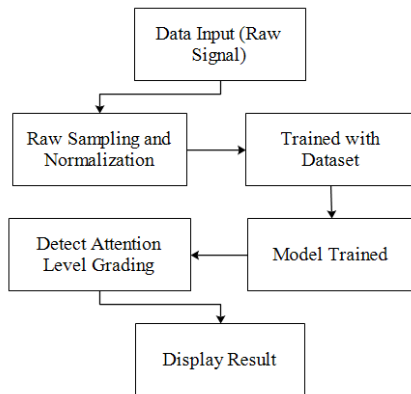 Data Input (Raw
Signal)
Raw Sampling and
Normalization
Trained with
Dataset
Model Trained
Detect Attention
Level Grading
Display Result